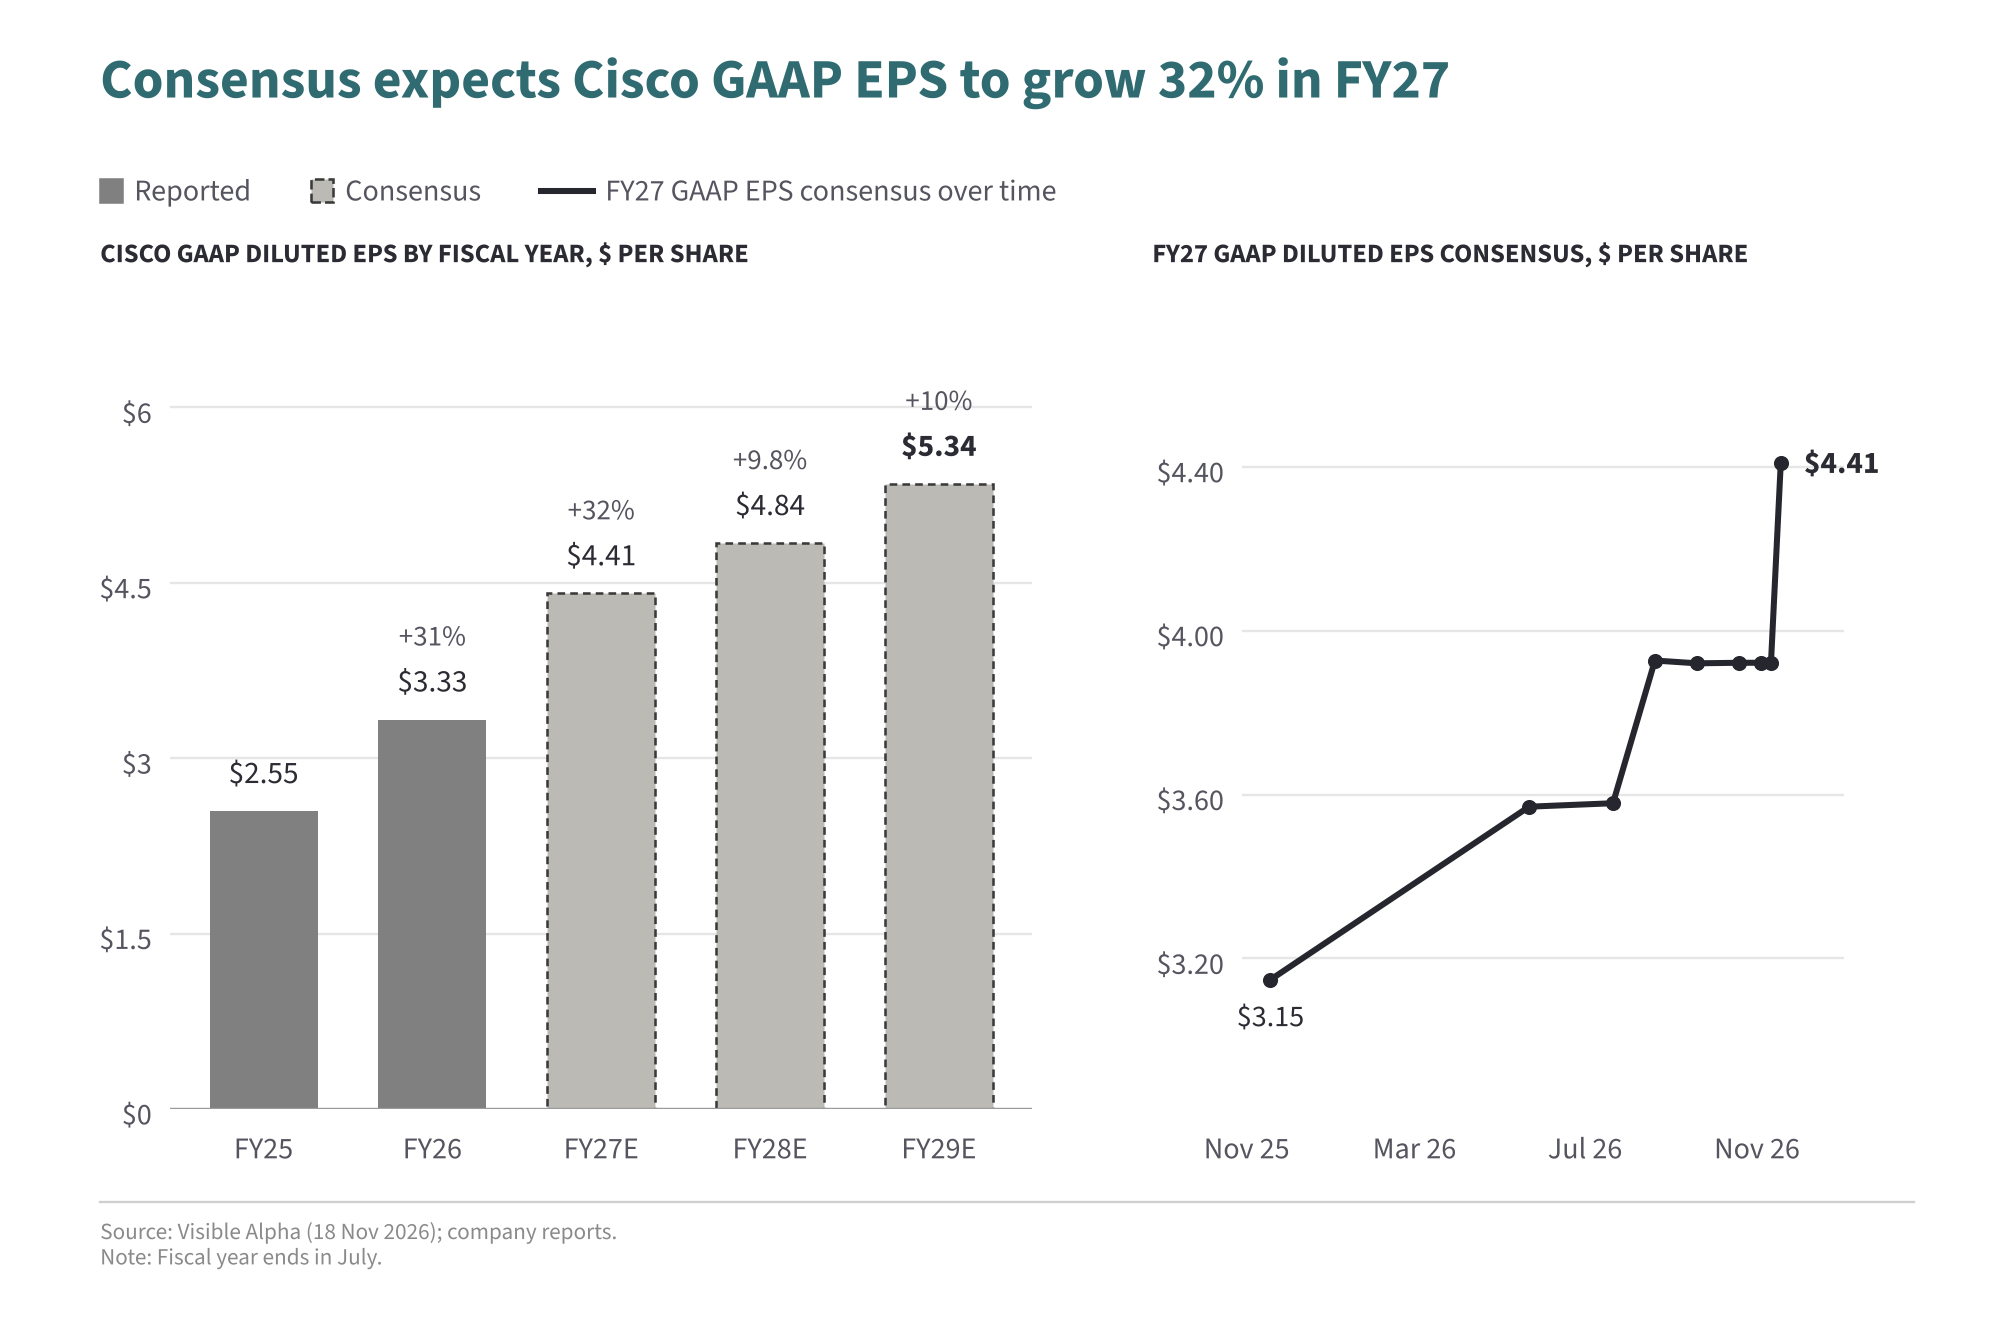 Consensus expects Cisco GAAP EPS to grow 32% in FY27
Reported
Consensus
FY27 GAAP EPS consensus over time
CISCO GAAP DILUTED EPS BY FISCAL YEAR, $ PER SHARE
$6
$4.5
$3
$1.5
$0
$2.55
+31%
$3.33
+32%
$4.41
+9.8%
$4.84
+10%
$5.34
FY25
FY26
FY27E
FY28E
FY29E
FY27 GAAP DILUTED EPS CONSENSUS, $ PER SHARE
$4.40
$4.00
$3.60
$3.20
$4.41
$3.15
Nov 25
Mar 26
Jul 26
Nov 26
Source: Visible Alpha (18 Nov 2026); company reports.
Note: Fiscal year ends in July.